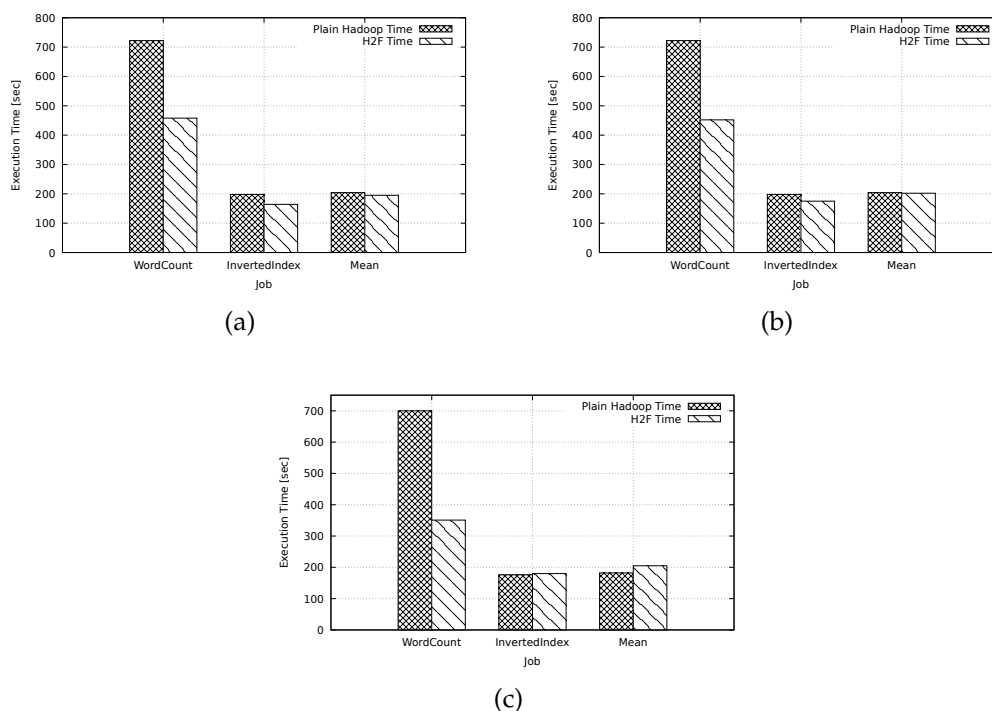 800
700
600
500
400
300
200
100
0
Execution Time [sec]
Plain Hadoop Time
H2F Time
WordCount InvertedIndex Mean
Job
(a)
800
700
600
500
400
300
200
100
0
Execution Time [sec]
Plain Hadoop Time
H2F Time
WordCount InvertedIndex Mean
Job
(b)
700
600
500
400
300
200
100
0
Execution Time [sec]
Plain Hadoop Time
H2F Time
WordCount InvertedIndex Mean
Job
(c)